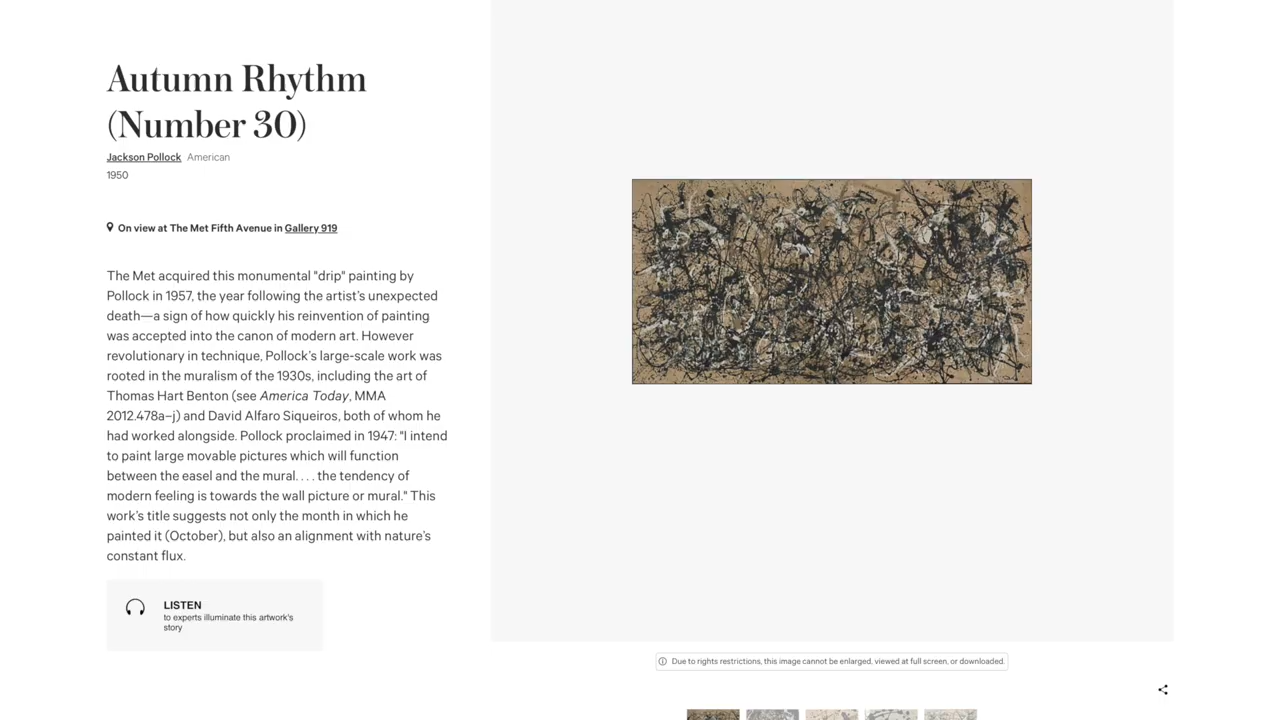 Autumn Rhythm
(Number 30)
Jackson Pollock American
1950
On view at The Met Fifth Avenue in Gallery 919
The Met acquired this monumental "drip" painting by
Pollock in 1957, the year following the artist's unexpected
death—a sign of how quickly his reinvention of painting
was accepted into the canon of modern art. However
revolutionary in technique, Pollock's large-scale work was
rooted in the muralism of the 1930s, including the art of
Thomas Hart Benton (see America Today, MMA
2012.478a–j) and David Alfaro Siqueiros, both of whom he
had worked alongside. Pollock proclaimed in 1947: "I intend
to paint large movable pictures which will function
between the easel and the mural. . . . the tendency of
modern feeling is towards the wall picture or mural." This
work's title suggests not only the month in which he
painted it (October), but also an alignment with nature's
constant flux.
LISTEN
to experts illuminate this artwork's
story
Due to rights restrictions, this image cannot be enlarged, viewed at full screen, or downloaded.